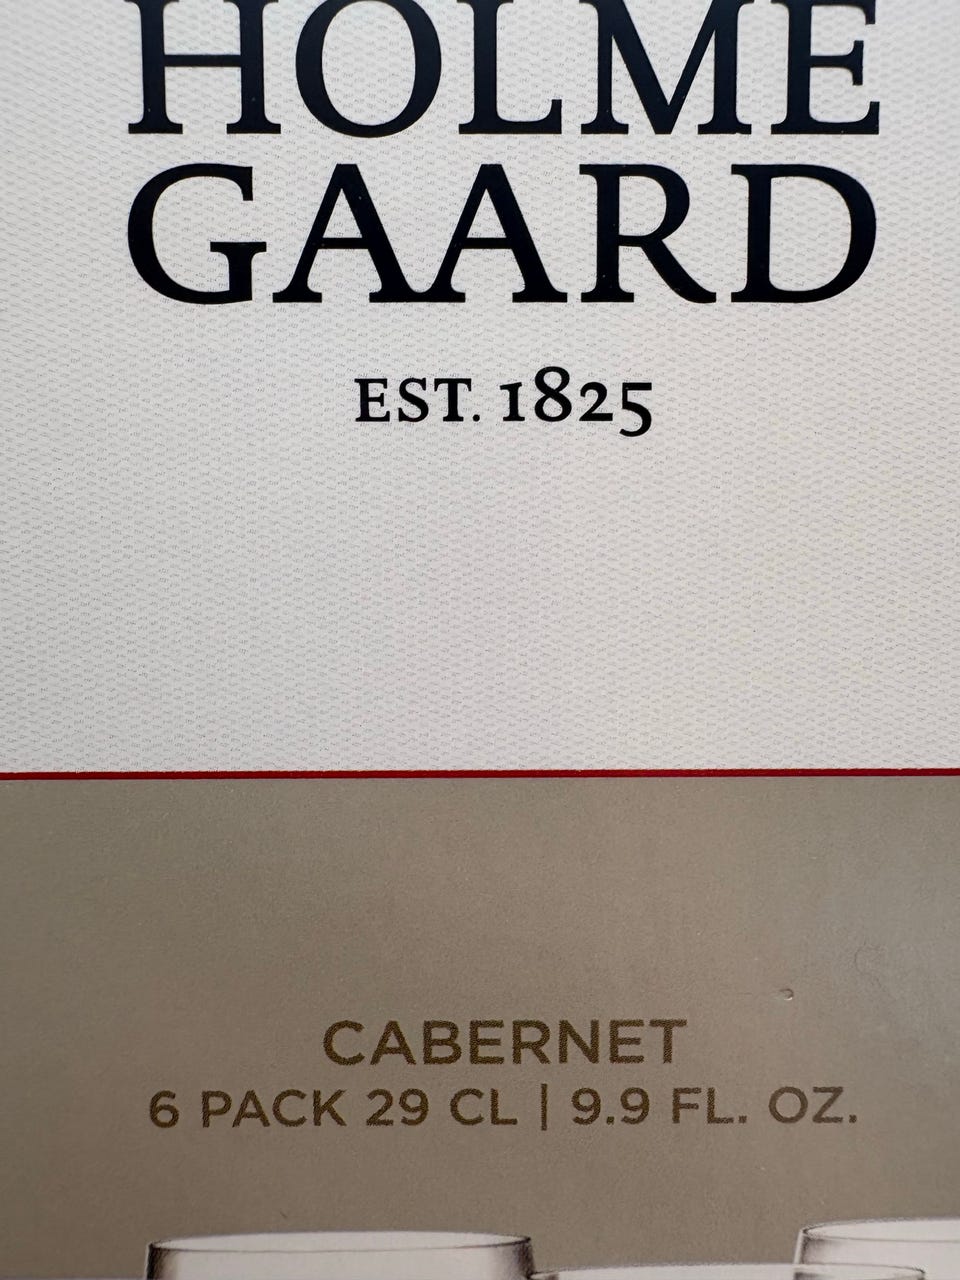 HOLME
GAARD
EST. 1825
CABERNET
6 PACK 29 CL | 9.9 FL. OZ.